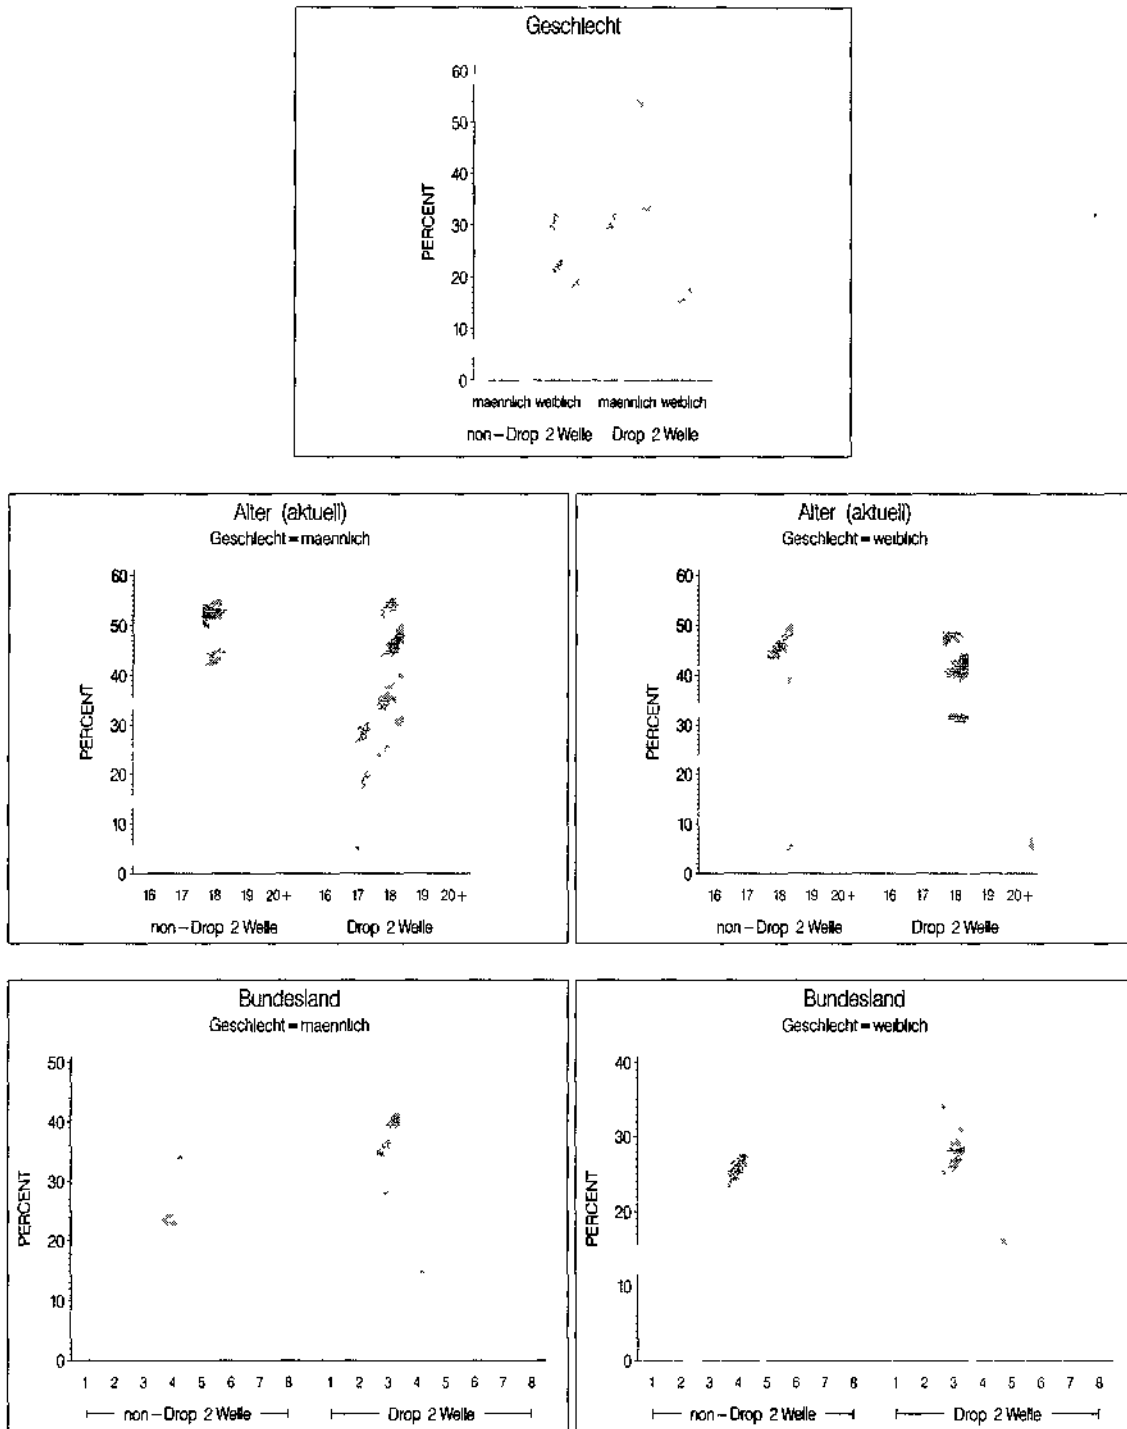 Geschlecht
60
50
40
30
20
10
0
PERCENT
maennlich weiblich maennlich weiblich
non-Drop 2 Welle Drop 2 Welle
Alter (aktuell)
Geschlecht=maennlich
60
50
40
30
20
10
0
PERCENT
16 17 18 19 20+ 16 17 18 19 20+
non-Drop 2 Welle Drop 2 Welle
Alter (aktuell)
Geschlecht=weiblich
60
50
40
30
20
10
0
PERCENT
16 17 18 19 20+ 16 17 18 19 20+
non-Drop 2 Welle Drop 2 Welle
Bundesland
Geschlecht=maennlich
50
40
30
20
10
0
PERCENT
1 2 3 4 5 6 7 8 1 2 3 4 5 6 7 8
non-Drop 2 Welle Drop 2 Welle
Bundesland
Geschlecht=weiblich
40
30
20
10
0
PERCENT
1 2 3 4 5 6 7 8 1 2 3 4 5 6 7 8
non-Drop 2 Welle Drop 2 Welle